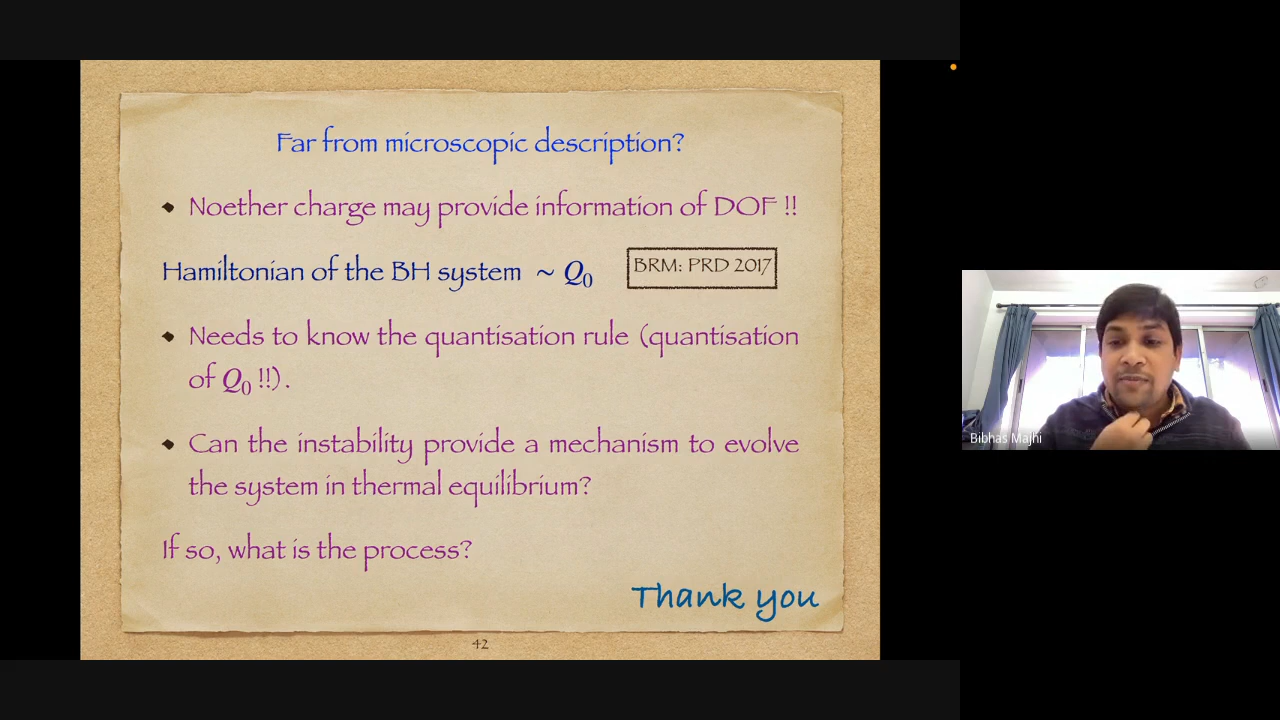 Far from microscopic description?
• Noether charge may provide information of DOF !!
Hamiltonian of the BH system ~ Q₀
BRM: PRD 2017
• Needs to know the quantisation rule (quantisation
of Q₀ !!).
• Can the instability provide a mechanism to evolve
the system in thermal equilibrium?
If so, what is the process?
Thank you
42
Bibhas Majhi